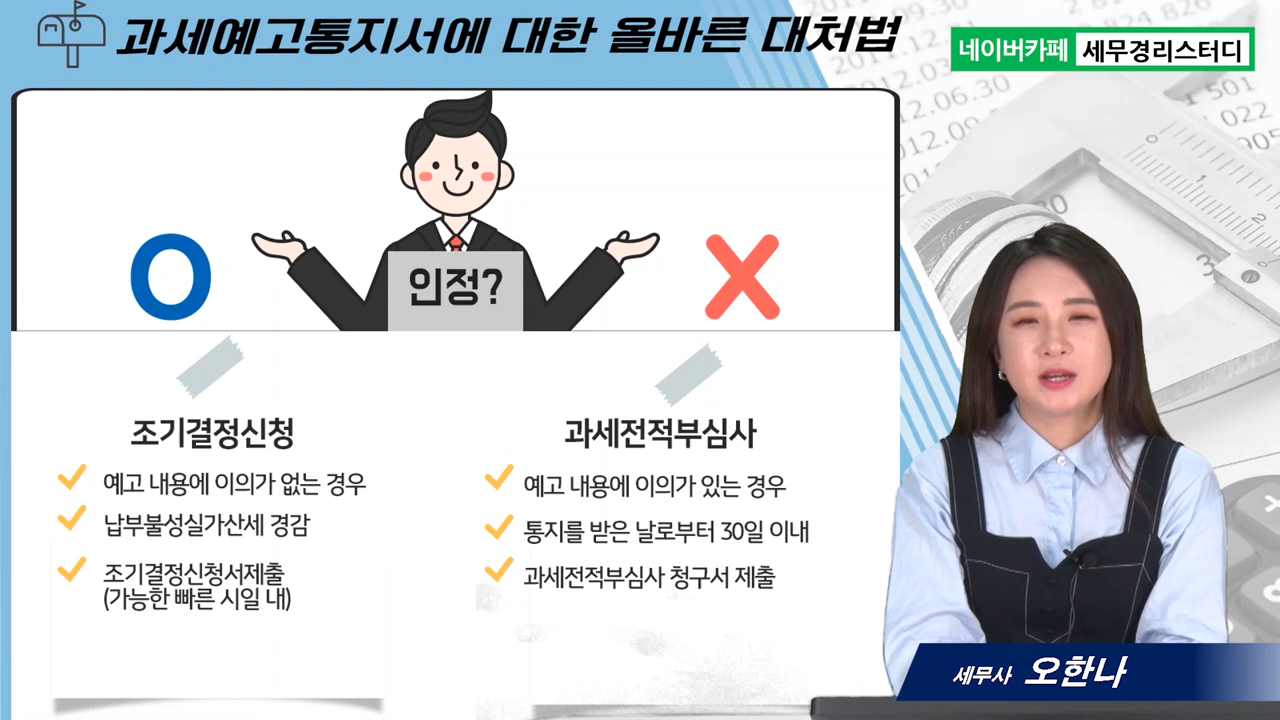 과세예고통지서에 대한 올바른 대처법
네이버카페 세무경리스터디
인정?
O
X
조기결정신청
예고 내용에 이의가 없는 경우
납부불성실가산세 경감
조기결정신청서제출
(가능한 빠른 시일 내)
과세전적부심사
예고 내용에 이의가 있는 경우
통지를 받은 날로부터 30일 이내
과세전적부심사 청구서 제출
세무사 오한나